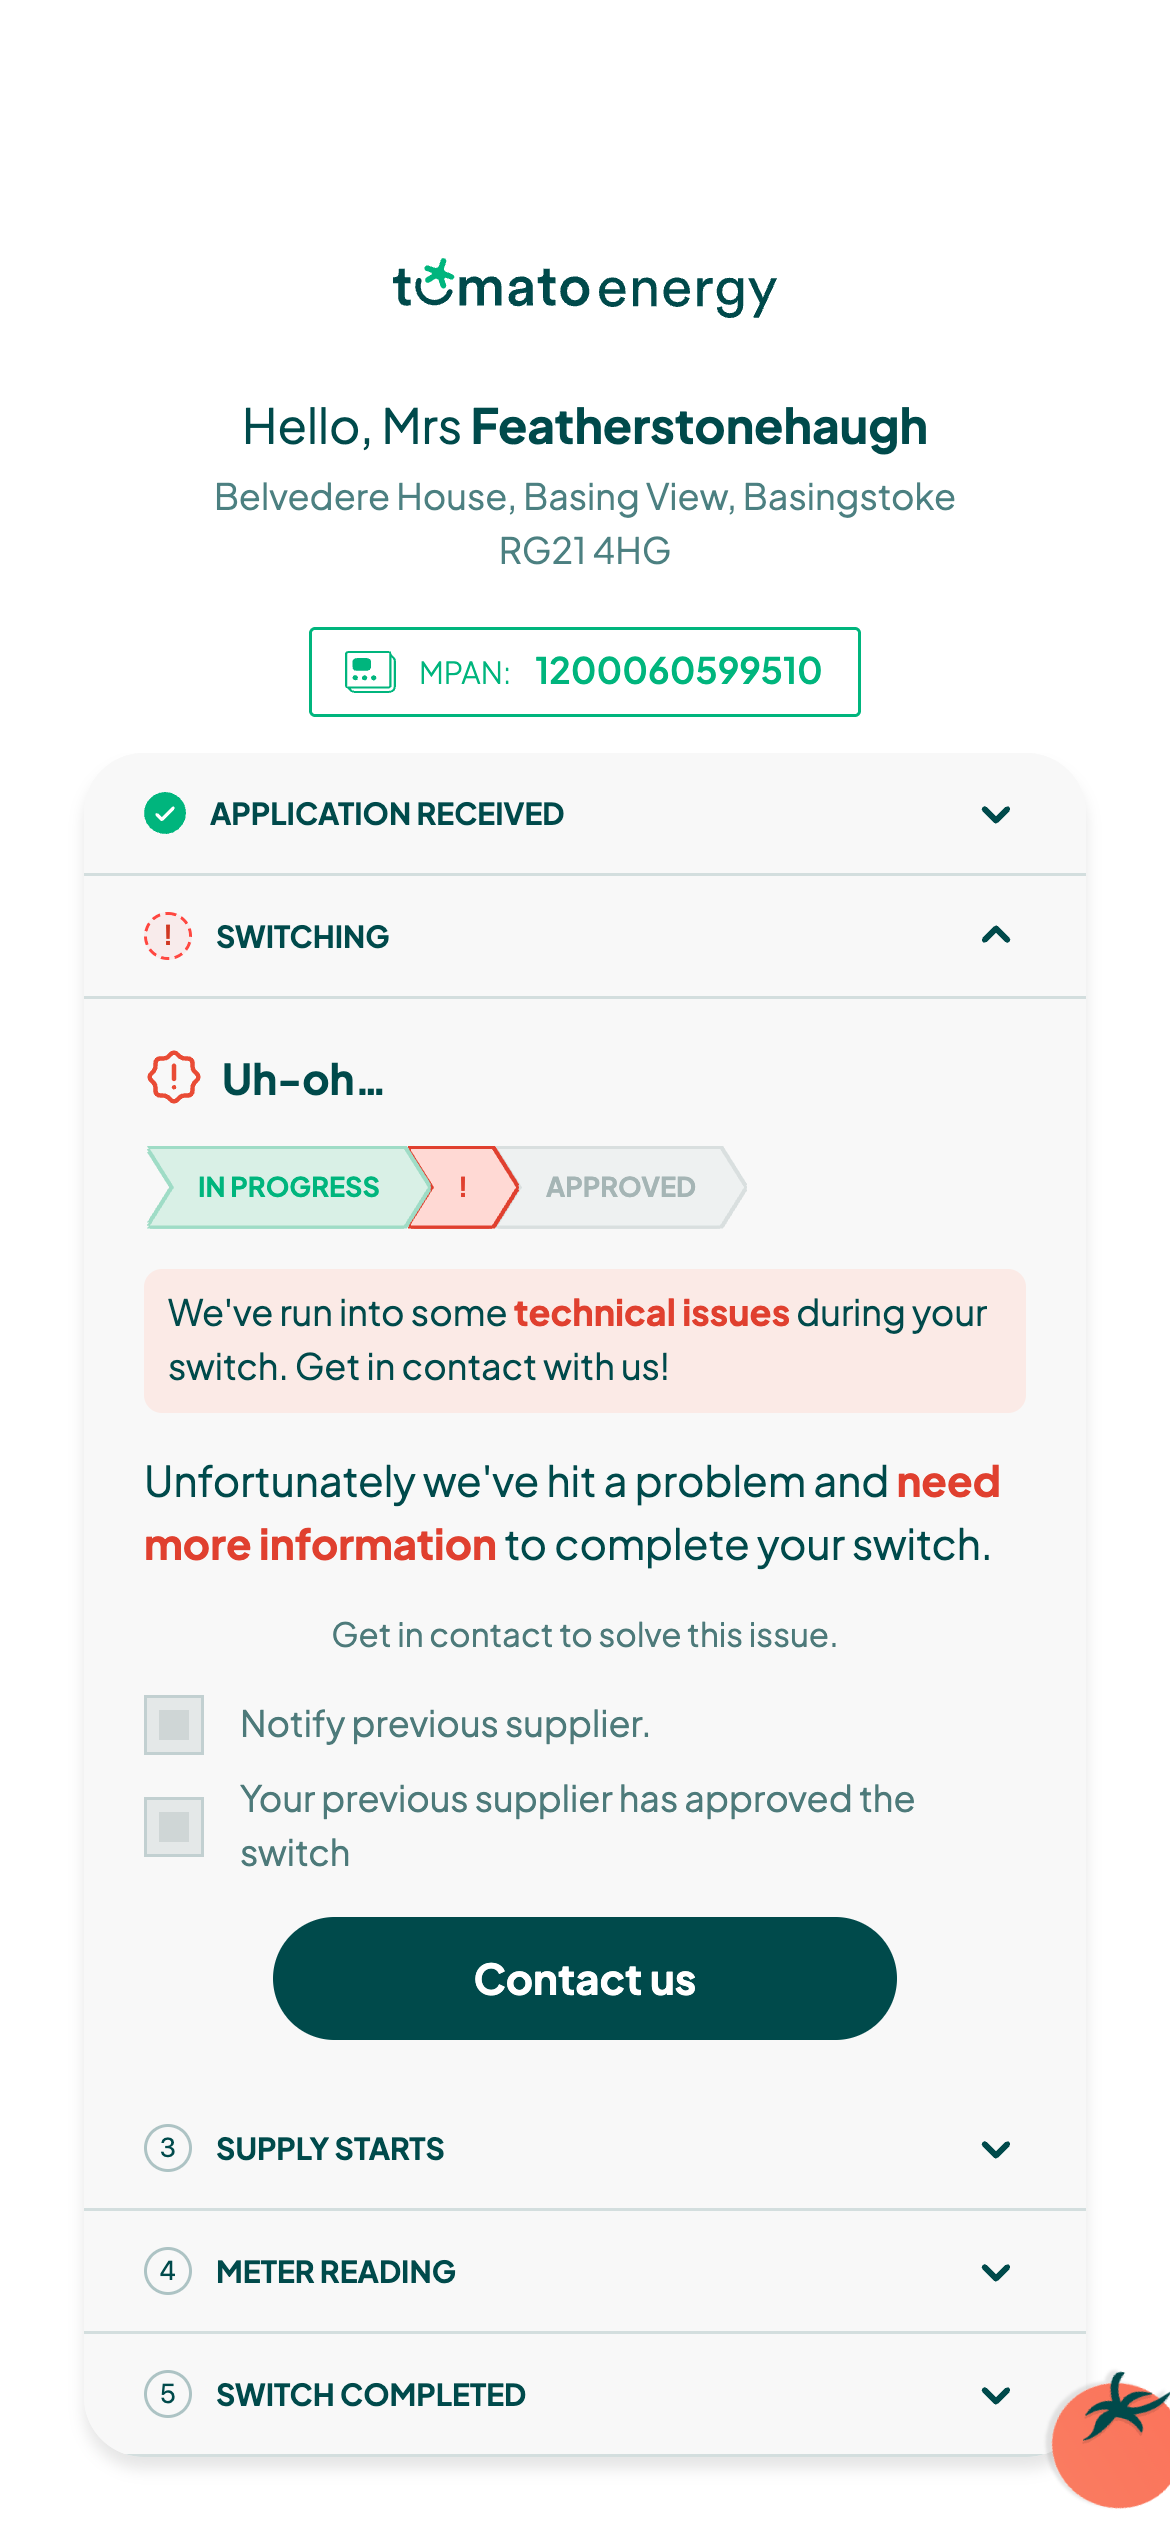 tomato energy
Hello, Mrs Featherstonehaugh
Belvedere House, Basing View, Basingstoke
RG21 4HG
MPAN: 1200060599510
APPLICATION RECEIVED
! SWITCHING
! Uh-oh...
IN PROGRESS ! APPROVED
We've run into some technical issues during your
switch. Get in contact with us!
Unfortunately we've hit a problem and need
more information to complete your switch.
Get in contact to solve this issue.
Notify previous supplier.
Your previous supplier has approved the
switch
Contact us
3 SUPPLY STARTS
4 METER READING
5 SWITCH COMPLETED